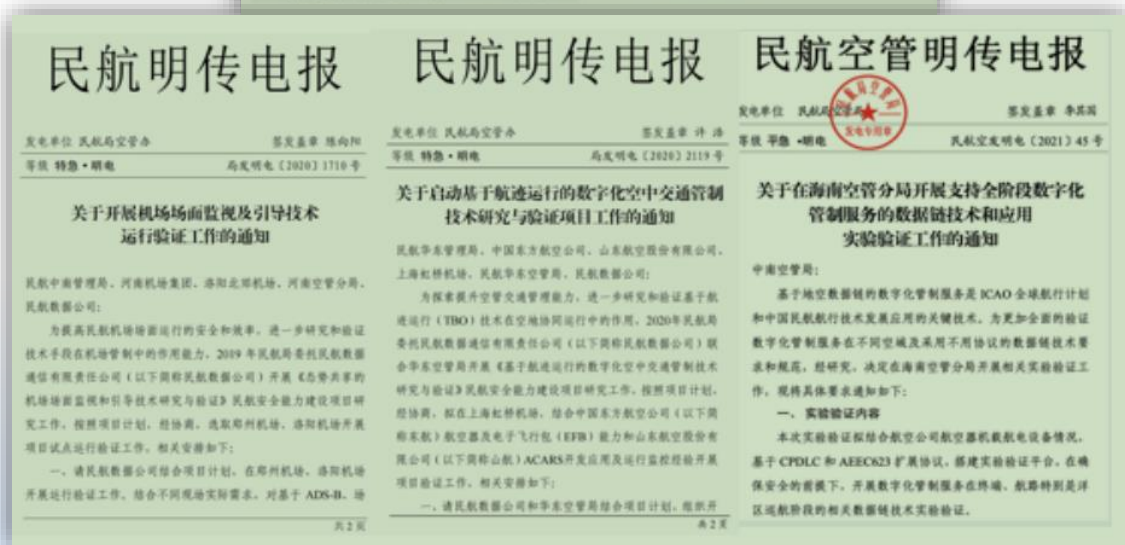 民航明传电报
发电单位 民航局空管办 签发盖章 陈向阳
等级 特急·明电 局发明电〔2020〕1710 号
关于开展机场场面监视及引导技术
运行验证工作的通知
民航中南管理局、河南机场集团、洛阳北郊机场、河南空管分局、
民航数据公司:
为提高民航机场场面运行的安全和效率，进一步研究和验证
技术手段在机场管制中的作用能力，2019 年民航局委托民航数据
通信有限责任公司（以下简称民航数据公司）开展《态势共享的
机场场面监视和引导技术研究与验证》民航安全能力建设项目研
究工作。按照项目计划，经协商，选取郑州机场、洛阳机场开展
项目试点运行验证工作。相关安排如下:
一、请民航数据公司结合项目计划，在郑州机场、洛阳机场
开展运行验证工作。结合不同现场实际需求，对基于 ADS-B、场
共 2 页
民航明传电报
发电单位 民航局空管办 签发盖章 许浩
等级 特急·明电 局发明电〔2020〕2119 号
关于启动基于航迹运行的数字化空中交通管制
技术研究与验证项目工作的通知
民航华东管理局、中国东方航空公司、山东航空股份有限公司、
上海虹桥机场、民航华东空管局、民航数据公司:
为探索提升空管交通管理能力，进一步研究和验证基于航
迹运行（TBO）技术在空地协同运行中的作用，2020年民航局
委托民航数据通信有限责任公司（以下简称民航数据公司）联
合华东空管局开展《基于航迹运行的数字化空中交通管制技术
研究与验证》民航安全能力建设项目研究工作。按照项目计划，
经协商，拟在上海虹桥机场，结合中国东方航空公司（以下简
称东航）航空器及电子飞行包（EFB）能力和山东航空股份有
限公司（以下简称山航）ACARS开发应用及运行监控经验开展
项目验证工作。相关安排如下:
一、请民航数据公司和华东空管局结合项目计划，组织开
共 2 页
民航空管明传电报
发电单位 民航局空管局 签发盖章 李其国
发电专用章
等级 平急·明电 民航空发明电〔2021〕45 号
关于在海南空管分局开展支持全阶段数字化
管制服务的数据链技术和应用
实验验证工作的通知
中南空管局:
基于地空数据链的数字化管制服务是 ICAO 全球航行计划
和中国民航航行技术发展应用的关键技术。为更加全面的验证
数字化管制服务在不同空域及采用不用协议的数据链技术要
求和规范，经研究，决定在海南空管分局开展相关实验验证工
作，现将具体要求通知如下:
一、实验验证内容
本次实验验证拟结合航空公司航空器机载航电设备情况，
基于 CPDLC 和 AEEC623 扩展协议，搭建实验验证平台，在确
保安全的前提下，开展数字化管制服务在终端、航路特别是洋
区巡航阶段的相关数据链技术实验验证。